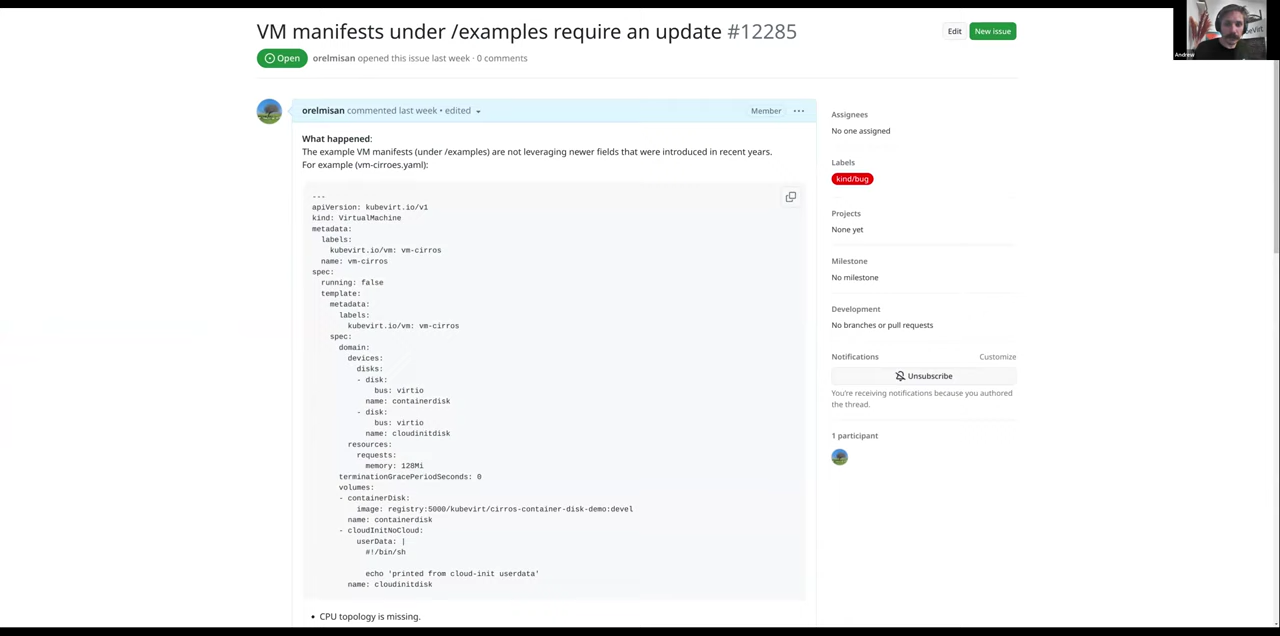 VM manifests under /examples require an update #12285
Edit
New issue
Open
orelmisan opened this issue last week · 0 comments
orelmisan commented last week • edited
Member
What happened:
The example VM manifests (under /examples) are not leveraging newer fields that were introduced in recent years.
For example (vm-cirroes.yaml):
---
apiVersion: kubevirt.io/v1
kind: VirtualMachine
metadata:
  labels:
    kubevirt.io/vm: vm-cirros
  name: vm-cirros
spec:
  running: false
  template:
    metadata:
      labels:
        kubevirt.io/vm: vm-cirros
    spec:
      domain:
        devices:
          disks:
          - disk:
              bus: virtio
            name: containerdisk
          - disk:
              bus: virtio
            name: cloudinitdisk
        resources:
          requests:
            memory: 128Mi
      terminationGracePeriodSeconds: 0
      volumes:
      - containerDisk:
          image: registry:5000/kubevirt/cirros-container-disk-demo:devel
        name: containerdisk
      - cloudInitNoCloud:
          userData: |
            #!/bin/sh
            echo 'printed from cloud-init userdata'
        name: cloudinitdisk
• CPU topology is missing.
Assignees
No one assigned
Labels
kind/bug
Projects
None yet
Milestone
No milestone
Development
No branches or pull requests
Notifications
Customize
Unsubscribe
You're receiving notifications because you authored
the thread.
1 participant